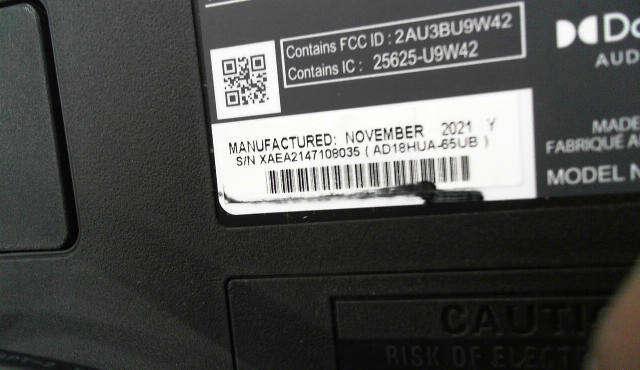 Contains FCC ID : 2AU3BU9W42
Contains IC : 25625-U9W42
MANUFACTURED: NOVEMBER 2021 Y
S/N XAEA2147108035 ( AD18HUA-65UB )
AUD
MADE
FABRIQUÉ A
MODEL N
CAUTI
RISK OF ELECT